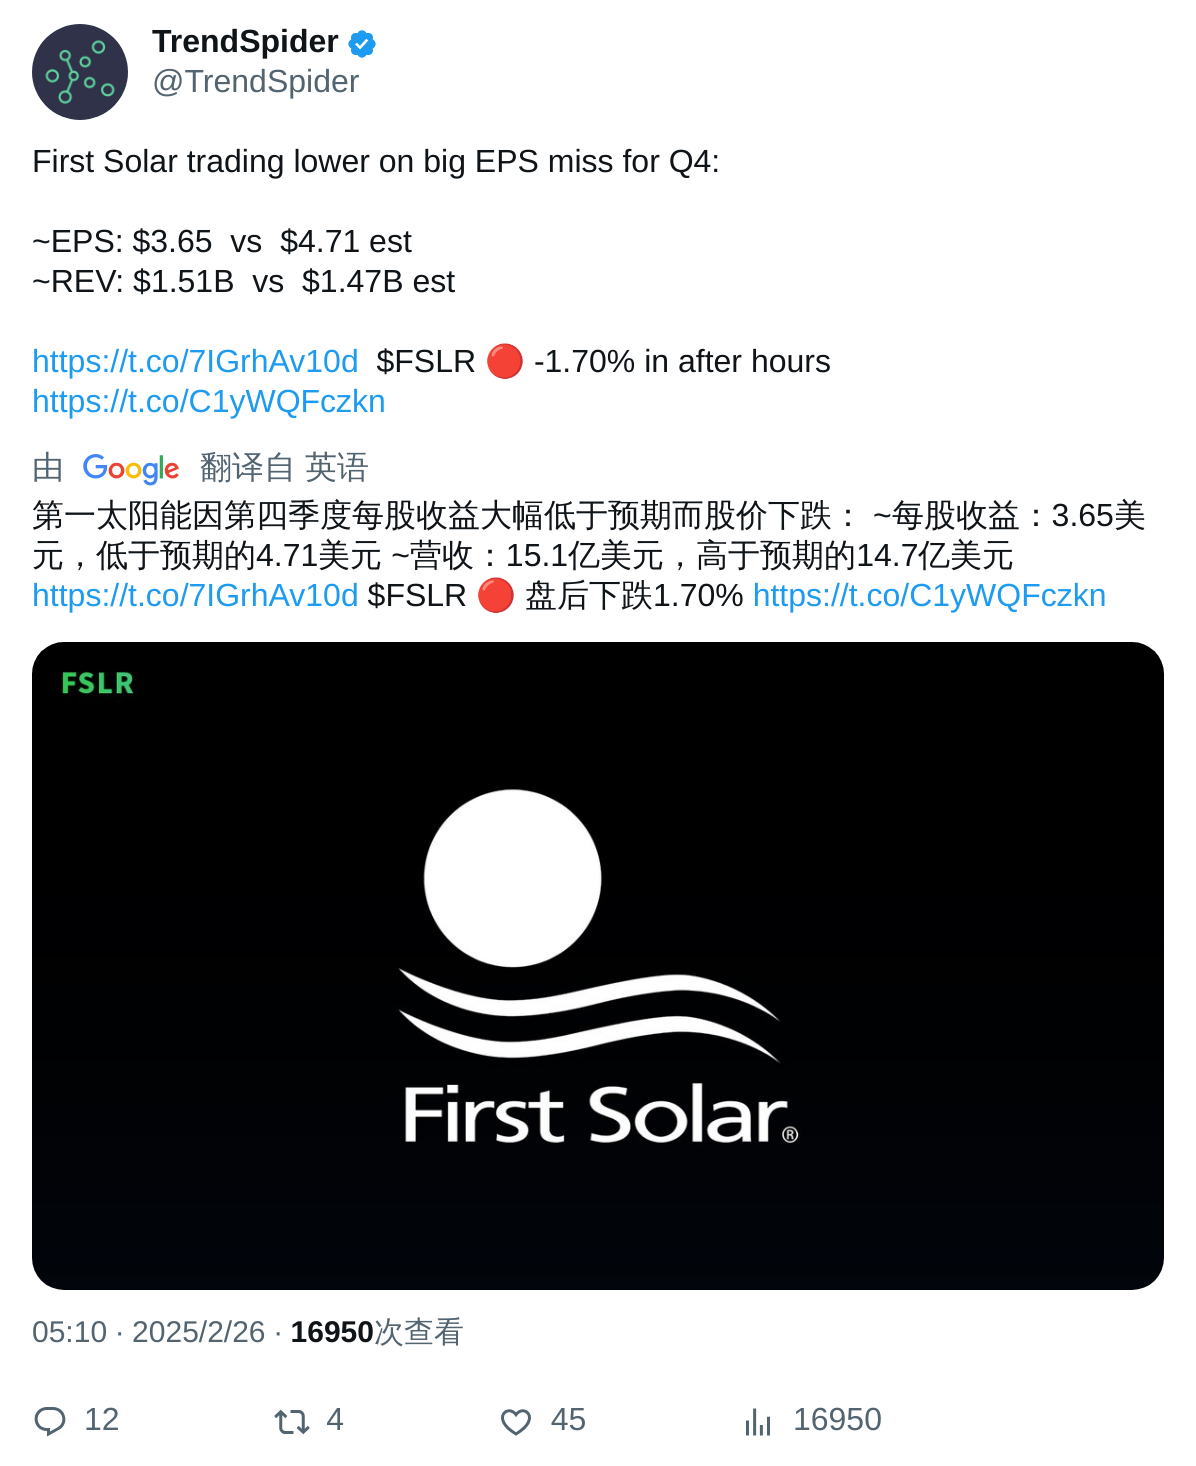 TrendSpider
@TrendSpider
First Solar trading lower on big EPS miss for Q4:
~EPS: $3.65 vs $4.71 est
~REV: $1.51B vs $1.47B est
https://t.co/7IGrhAv10d $FSLR 🔴 -1.70% in after hours
https://t.co/C1yWQFczkn
由 Google 翻译自 英语
第一太阳能因第四季度每股收益大幅低于预期而股价下跌： ~每股收益：3.65美
元，低于预期的4.71美元 ~营收：15.1亿美元，高于预期的14.7亿美元
https://t.co/7IGrhAv10d $FSLR 🔴 盘后下跌1.70% https://t.co/C1yWQFczkn
FSLR
First Solar®
05:10 · 2025/2/26 · 16950次查看
12 4 45 16950